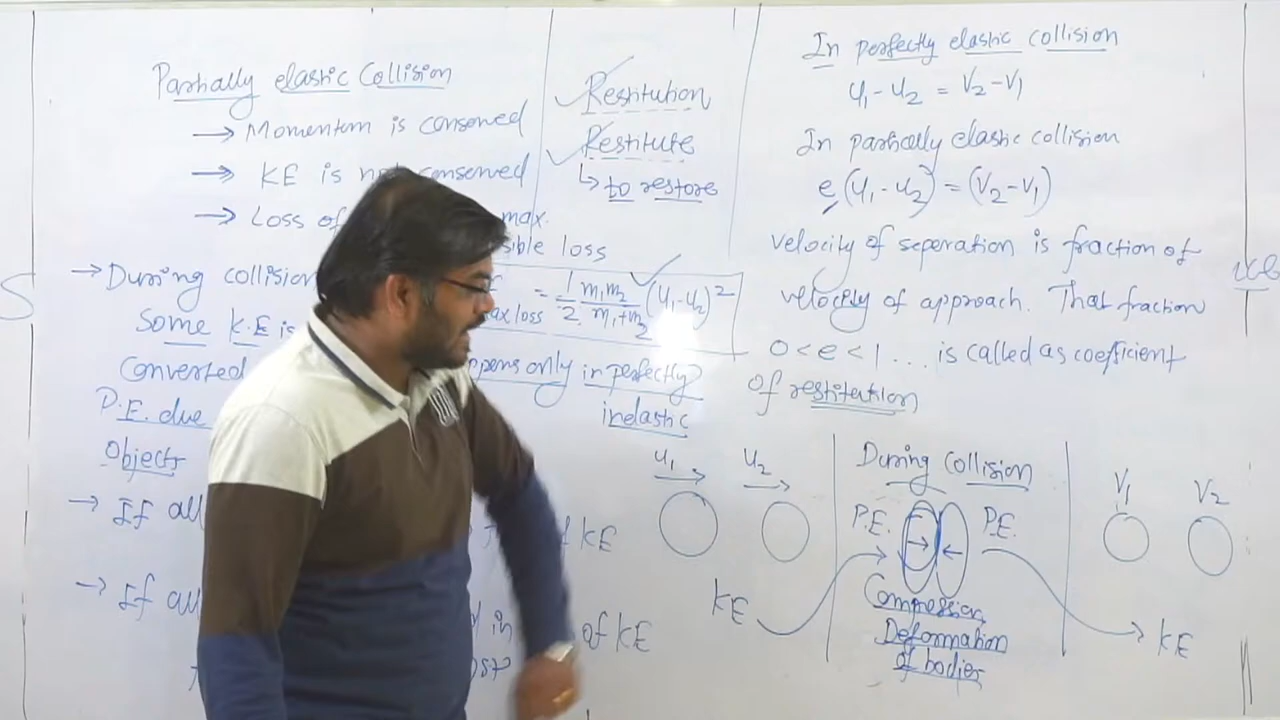 Partially elastic Collision
→ Momentum is conserved
→ KE is conserved
→ Loss of max.
loss
→ During collision
Some K.E is
Converted
P.E. due
Objects
→ If all
→ If all
Restitution
Restitute
↳ to restore
max loss = 1/2 m1m2/m1+m2 (u1-u2)²
only in perfectly
inelastic
KE
in of KE
In perfectly elastic collision
u1 - u2 = V2 - V1
In partially elastic collision
e(u1 - u2) = (V2 - V1)
velocity of seperation is fraction of
velocity of approach. That fraction
0 < e < 1 ... is called as coefficient
of restitution
u1 u2
KE
During Collision
P.E. P.E.
Compression,
Deformation
of bodies
V1 V2
KE